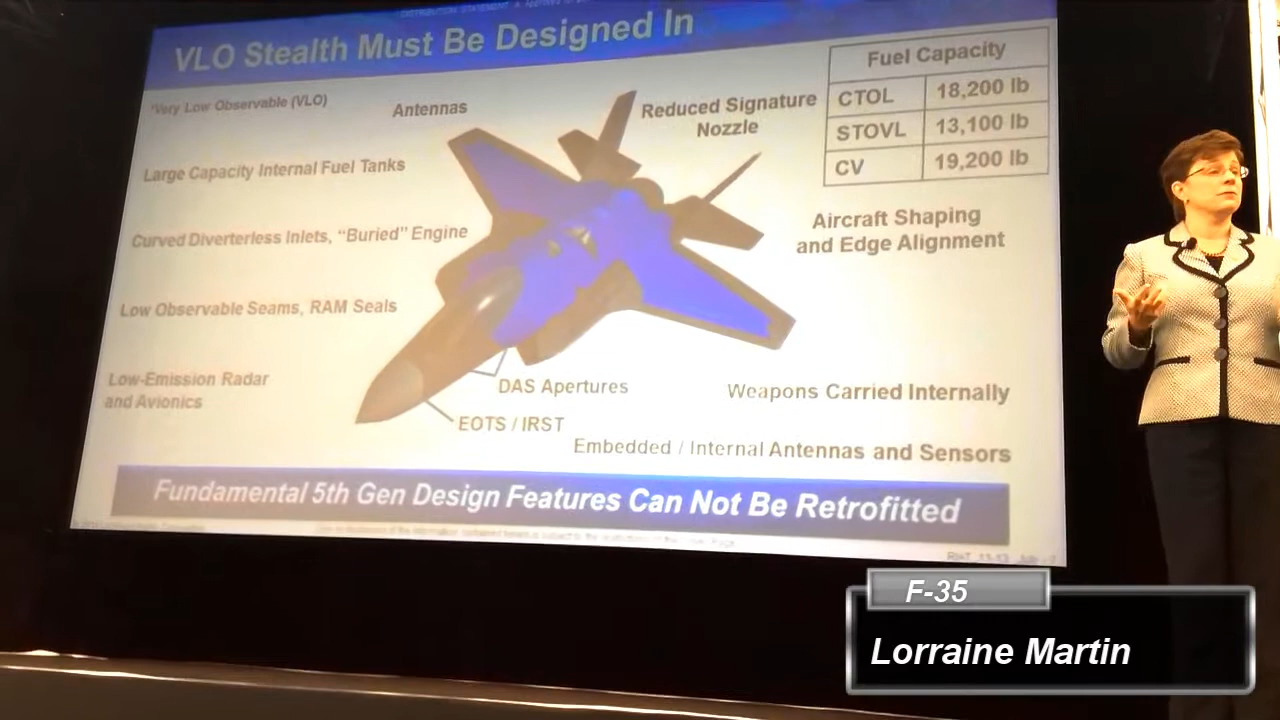 DISTRIBUTION STATEMENT A
VLO Stealth Must Be Designed In
*Very Low Observable (VLO)
Antennas
Reduced Signature
Nozzle
Fuel Capacity
CTOL 18,200 lb
STOVL 13,100 lb
CV 19,200 lb
Large Capacity Internal Fuel Tanks
Curved Diverterless Inlets, “Buried” Engine
Aircraft Shaping
and Edge Alignment
Low Observable Seams, RAM Seals
Low-Emission Radar
and Avionics
DAS Apertures
EOTS / IRST
Weapons Carried Internally
Embedded / Internal Antennas and Sensors
Fundamental 5th Gen Design Features Can Not Be Retrofitted
F-35
Lorraine Martin